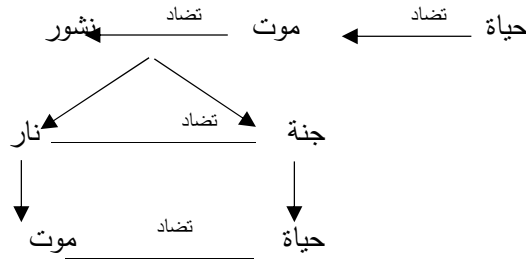 تضاد تضاد
حياة موت نشور
تضاد
جنة نار
تضاد
حياة موت